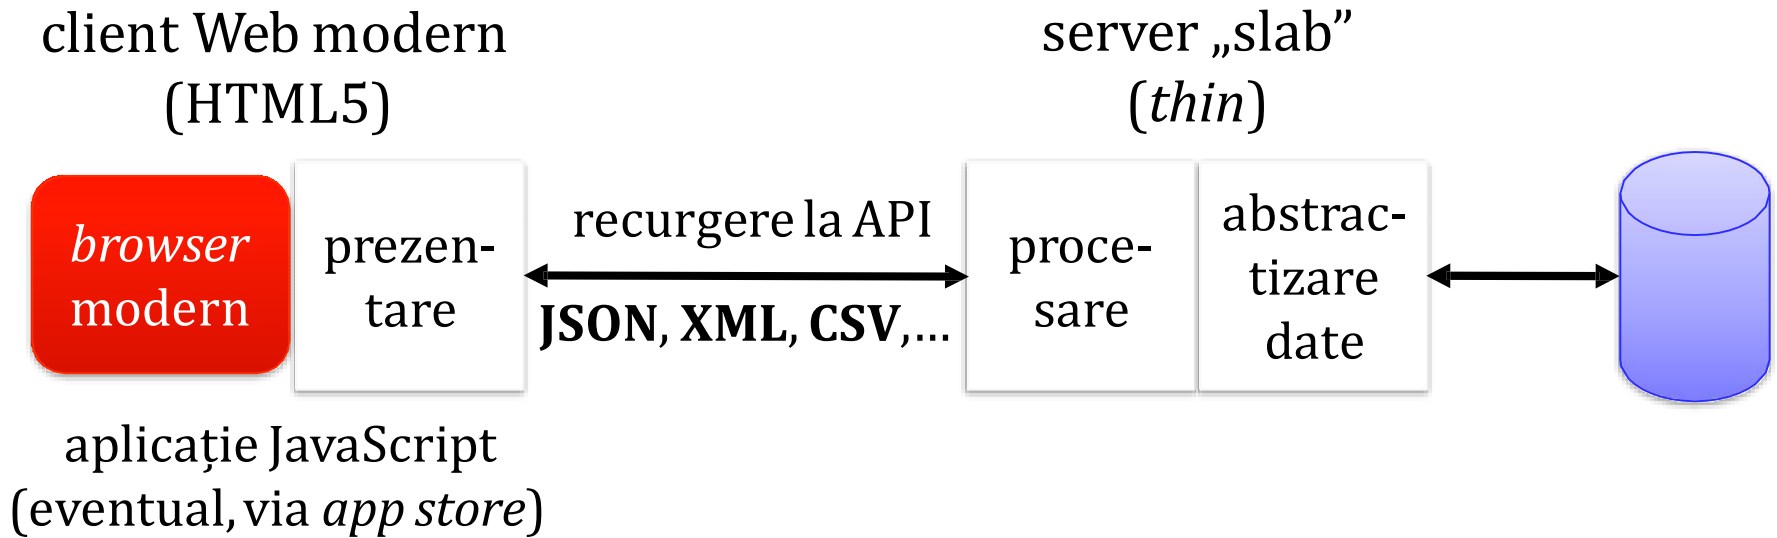 client Web modern
(HTML5)
server „slab”
(thin)
browser
modern
prezen-
tare
recurgere la API
JSON, XML, CSV,...
proce-
sare
abstrac-
tizare
date
aplicație JavaScript
(eventual, via app store)